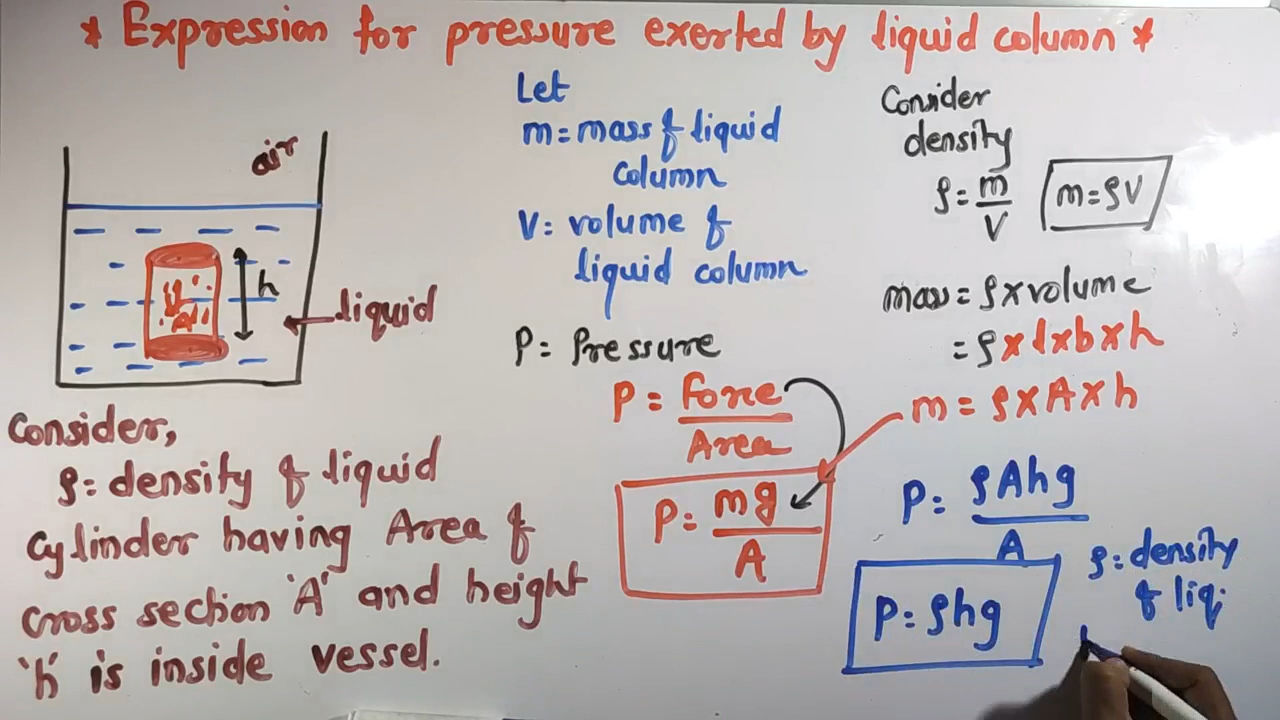 * Expression for pressure exerted by liquid column *
air
h
A
liquid
Consider,
ρ = density of liquid
cylinder having Area of
cross section 'A' and height
'h' is inside vessel.
Let
m = mass of liquid
column
V = volume of
liquid column
P = Pressure
P = Force
Area
P = mg
A
Consider
density
ρ = m
V
m = ρV
mass = ρ x volume
= ρ x l x b x h
m = ρ x A x h
P = ρAhg
A
P = ρhg
ρ = density
of liq.